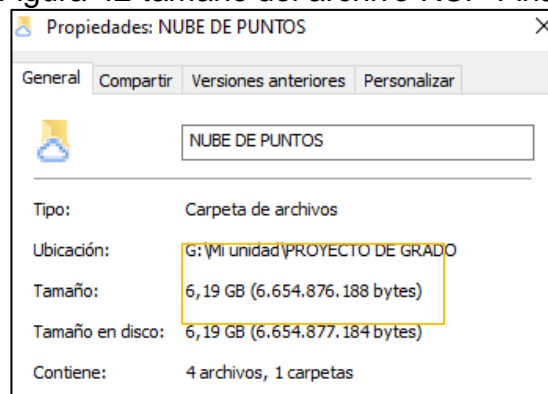 Propiedades: NUBE DE PUNTOS
General Compartir Versiones anteriores Personalizar
NUBE DE PUNTOS
Tipo: Carpeta de archivos
Ubicación: G:\Mi unidad\PROYECTO DE GRADO
Tamaño: 6,19 GB (6.654.876.188 bytes)
Tamaño en disco: 6,19 GB (6.654.877.184 bytes)
Contiene: 4 archivos, 1 carpetas